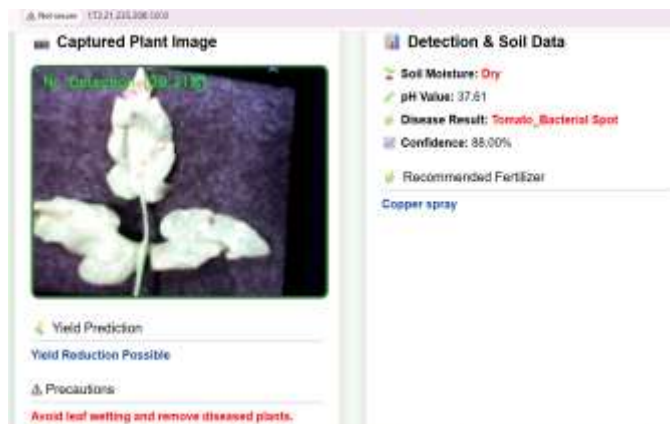 Not secure
Captured Plant Image
Yield Prediction
Yield Reduction Possible
Precautions
Avoid leaf wetting and remove diseased plants.
Detection & Soil Data
Soil Moisture: Dry
pH Value: 37.61
Disease Result: Tomato_Bacterial Spot
Confidence: 88.00%
Recommended Fertilizer
Copper spray